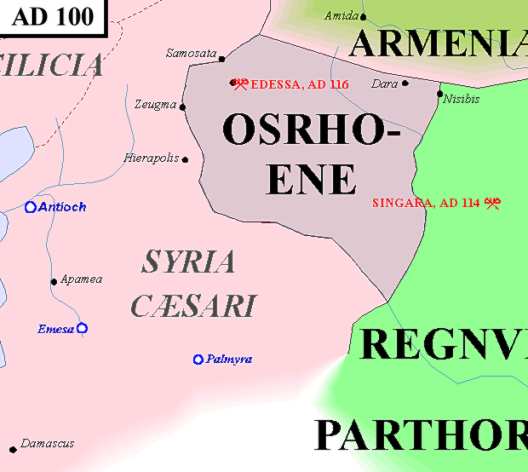 AD 100
Amida
ARMENIA
Samosata
CILICIA
EDESSA, AD 116
Dara
Nisibis
Zeugma
OSRHO-
ENE
Hierapolis
SINGARA, AD 114
Antioch
SYRIA
CÆSARI
Apamea
Emesa
REGNV
Palmyra
PARTHOR
Damascus